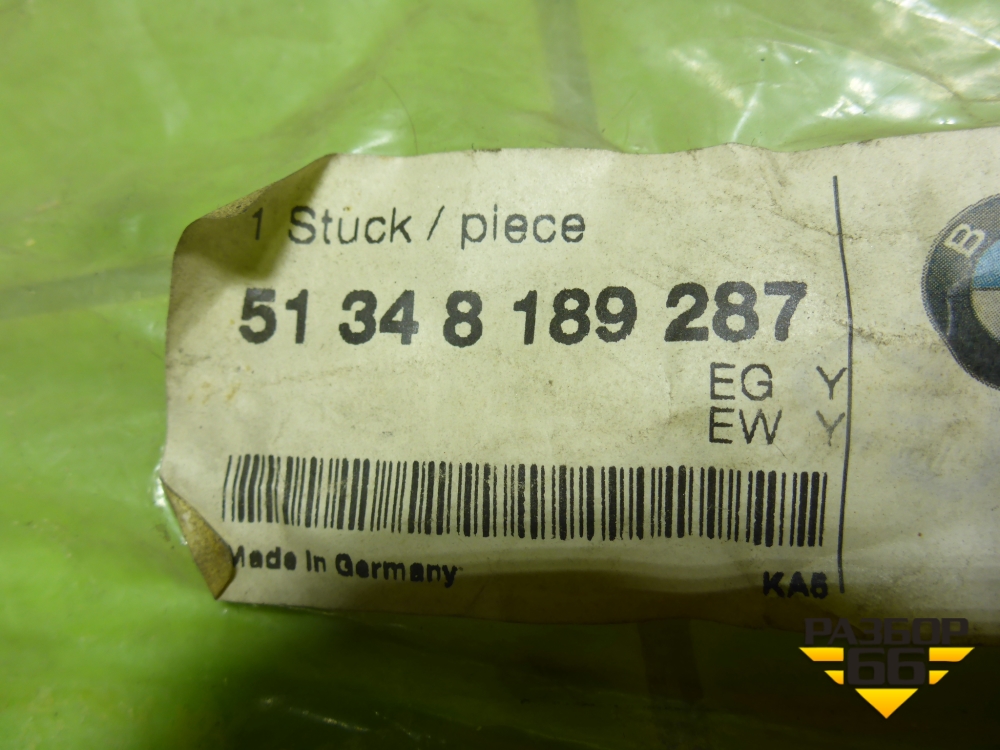 1 Stück / piece
51 34 8 189 287
EG Y
EW Y
Made in Germany
KA5
B
РАЗБОР
66